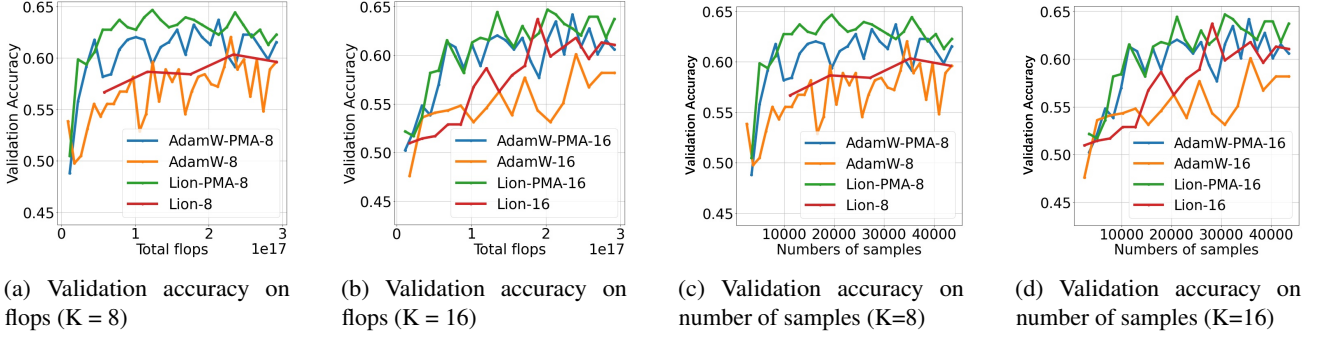 0.65
0.60
0.55
0.50
0.45
Validation Accuracy
AdamW-PMA-8
AdamW-8
Lion-PMA-8
Lion-8
0 1 2 3
Total flops 1e17
0.65
0.60
0.55
0.50
0.45
Validation Accuracy
AdamW-PMA-16
AdamW-16
Lion-PMA-16
Lion-16
0 1 2 3
Total flops 1e17
0.65
0.60
0.55
0.50
0.45
Validation Accuracy
AdamW-PMA-8
AdamW-8
Lion-PMA-8
Lion-8
10000 20000 30000 40000
Numbers of samples
0.65
0.60
0.55
0.50
0.45
Validation Accuracy
AdamW-PMA-16
AdamW-16
Lion-PMA-16
Lion-16
10000 20000 30000 40000
Numbers of samples
(a) Validation accuracy on
flops (K = 8)
(b) Validation accuracy on
flops (K = 16)
(c) Validation accuracy on
number of samples (K=8)
(d) Validation accuracy on
number of samples (K=16)